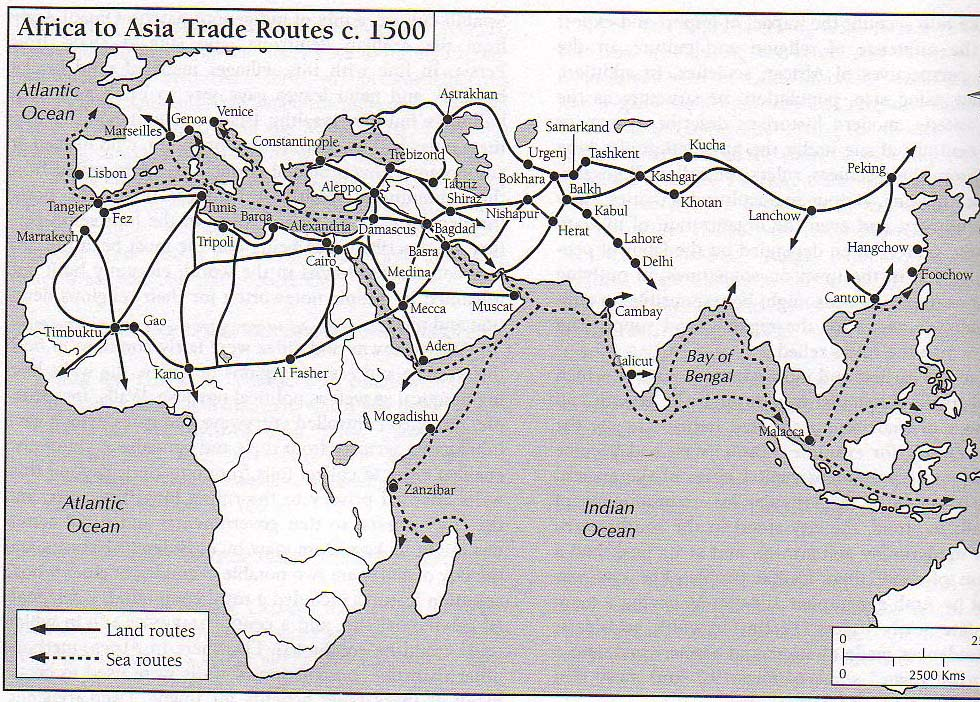 Africa to Asia Trade Routes c. 1500
Atlantic
Ocean
Astrakhan
Venice
Genoa
Marseilles
Samarkand
Constantinople
Urgenj
Tashkent
Kucha
Trebizond
Lisbon
Bokhara
Kashgar
Peking
Aleppo
Tabriz
Balkh
Khotan
Tangier
Tunis
Shiraz
Nishapur
Kabul
Lanchow
Fez
Barqa
Alexandria
Damascus
Bagdad
Herat
Marrakech
Tripoli
Lahore
Hangchow
Cairo
Basra
Delhi
Medina
Foochow
Muscat
Mecca
Cambay
Canton
Timbuktu
Gao
Aden
Calicut
Bay of
Bengal
Kano
Al Fasher
Mogadishu
Malacca
Zanzibar
Atlantic
Ocean
Indian
Ocean
Land routes
Sea routes
0
0
2500 Kms